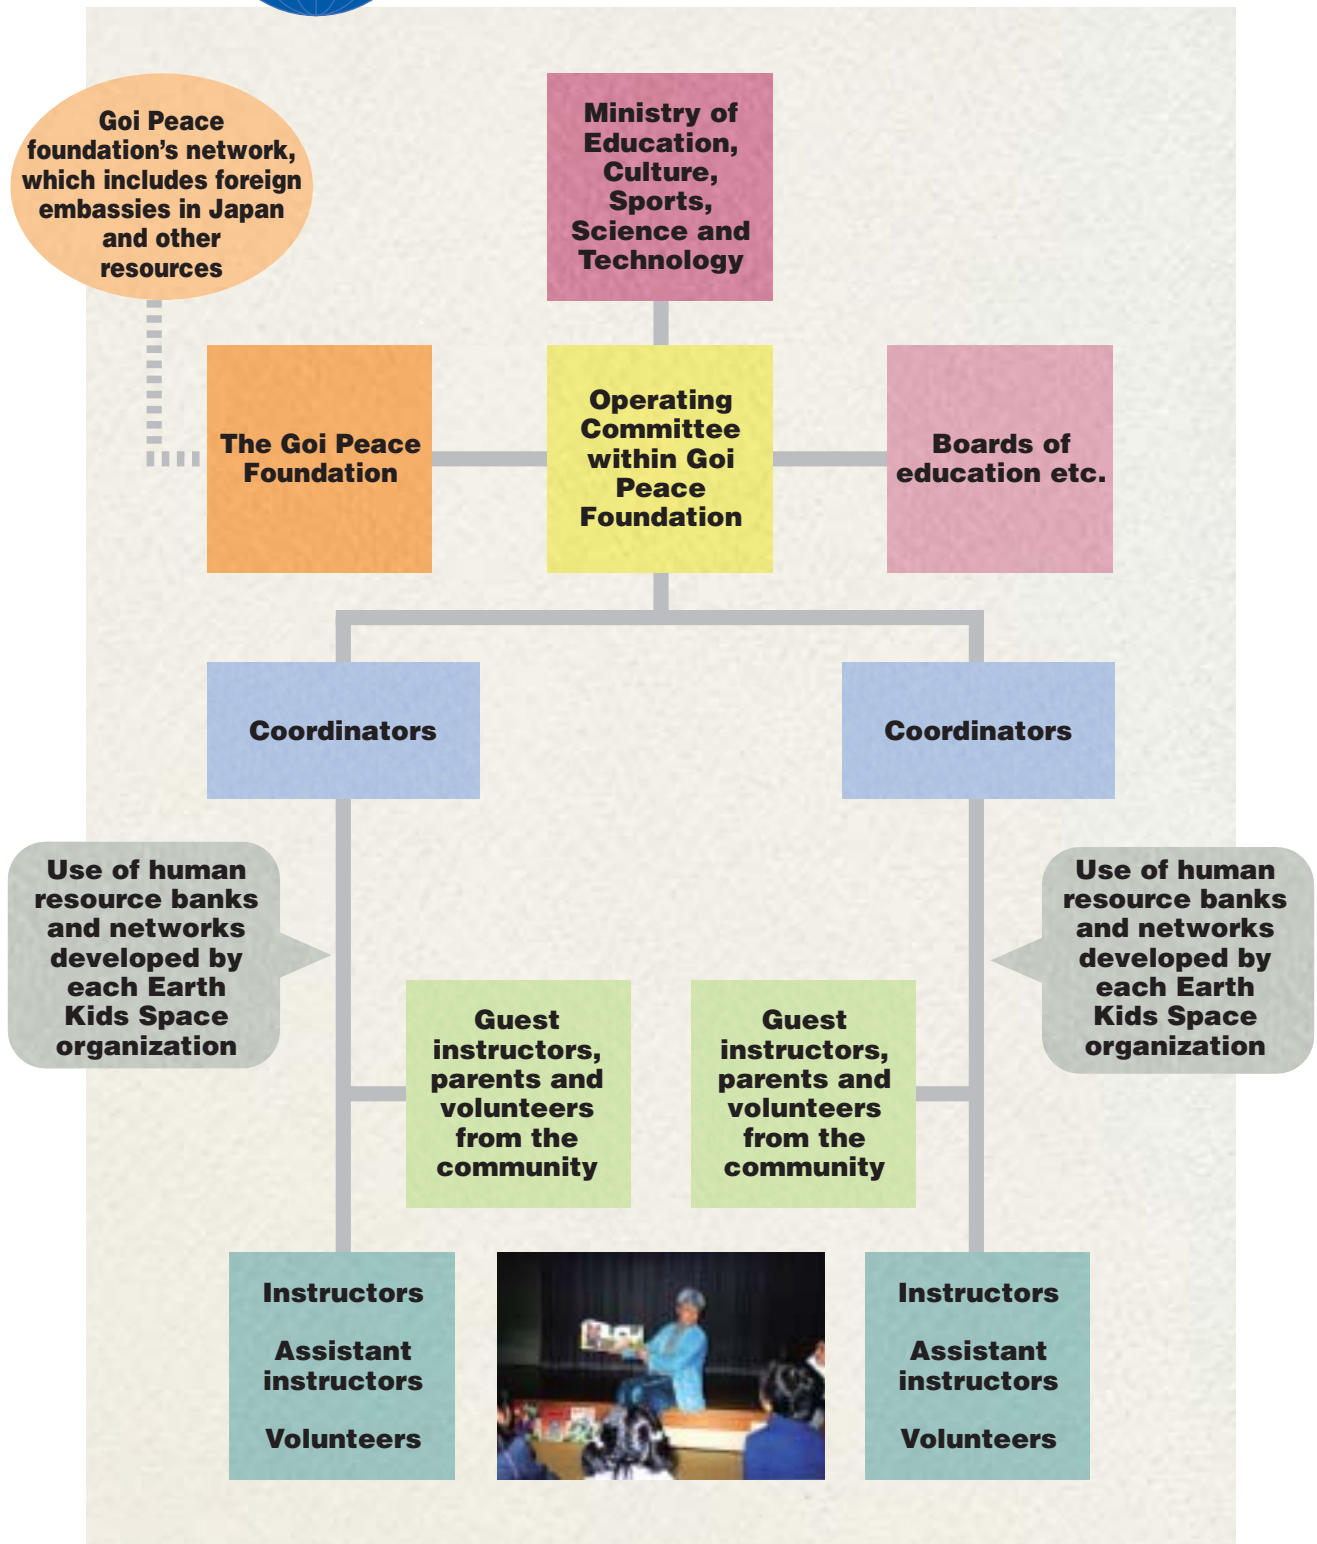 Goi Peace
foundation's network,
which includes foreign
embassies in Japan
and other
resources
Ministry of
Education,
Culture,
Sports,
Science and
Technology
The Goi Peace
Foundation
Operating
Committee
within Goi
Peace
Foundation
Boards of
education etc.
Coordinators
Coordinators
Use of human
resource banks
and networks
developed by
each Earth
Kids Space
organization
Use of human
resource banks
and networks
developed by
each Earth
Kids Space
organization
Guest
instructors,
parents and
volunteers
from the
community
Guest
instructors,
parents and
volunteers
from the
community
Instructors
Assistant
instructors
Volunteers
Instructors
Assistant
instructors
Volunteers